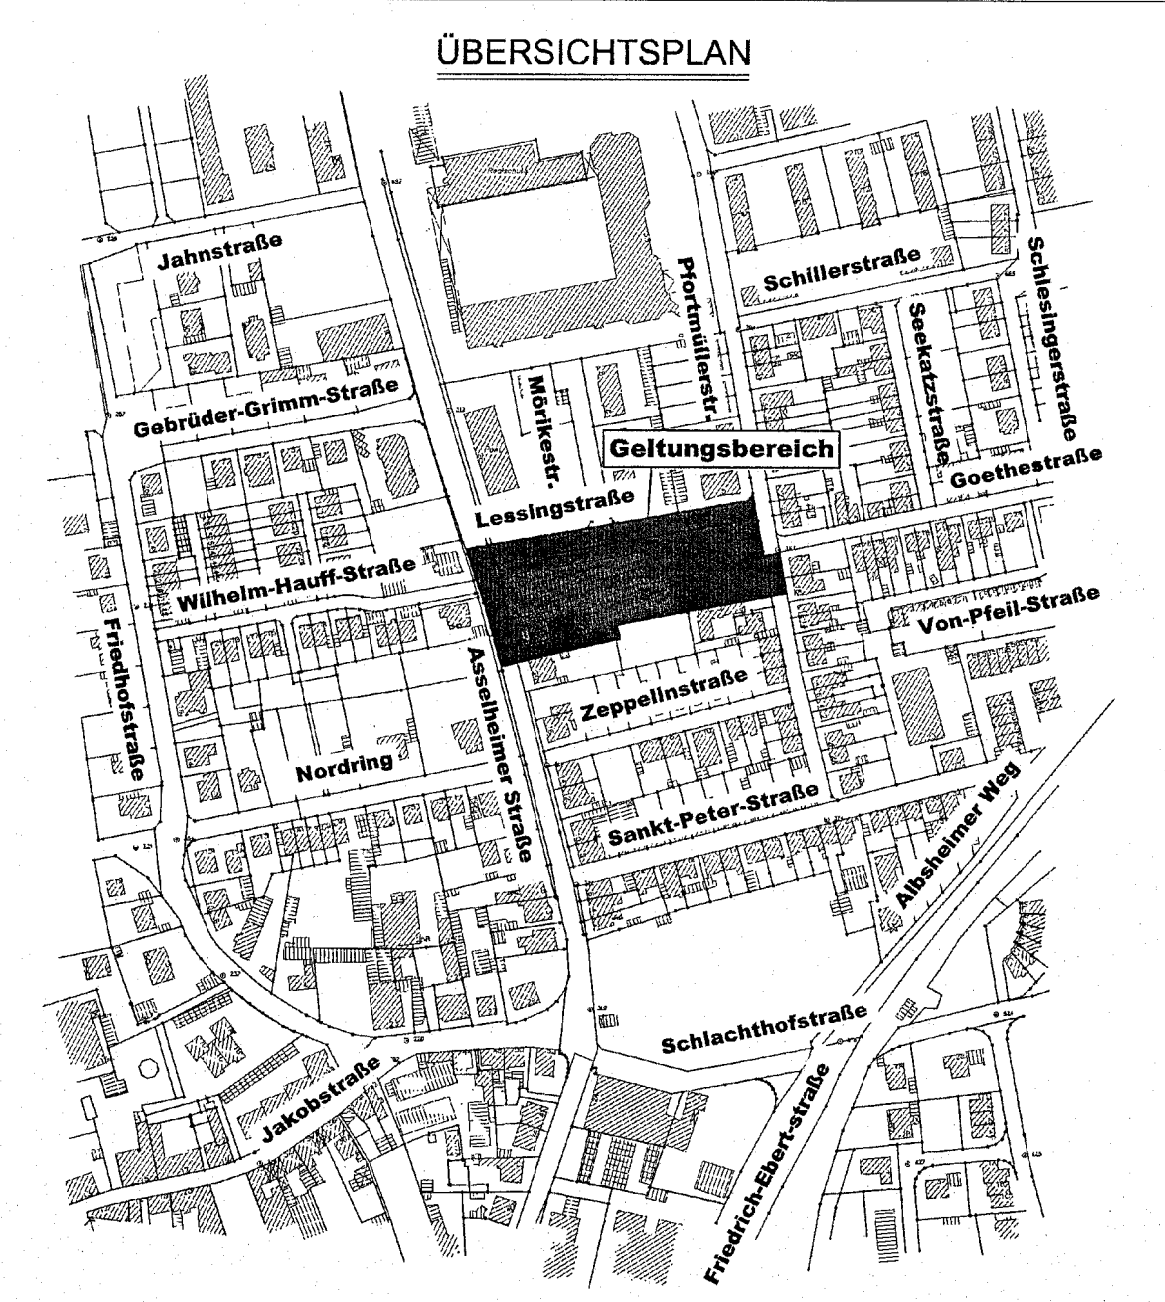 ÜBERSICHTSPLAN
Jahnstraße
Schillerstraße
Pfortmüllerstr.
Schlesingerstraße
Seekatzstraße
Gebrüder-Grimm-Straße
Mörikestr.
Geltungsbereich
Goethestraße
Lessingstraße
Wilhelm-Hauff-Straße
Von-Pfeil-Straße
Friedhofstraße
Asselheimer Straße
Zeppelinstraße
Nordring
Sankt-Peter-Straße
Albsheimer Weg
Schlachthofstraße
Jakobstraße
Friedrich-Ebert-straße